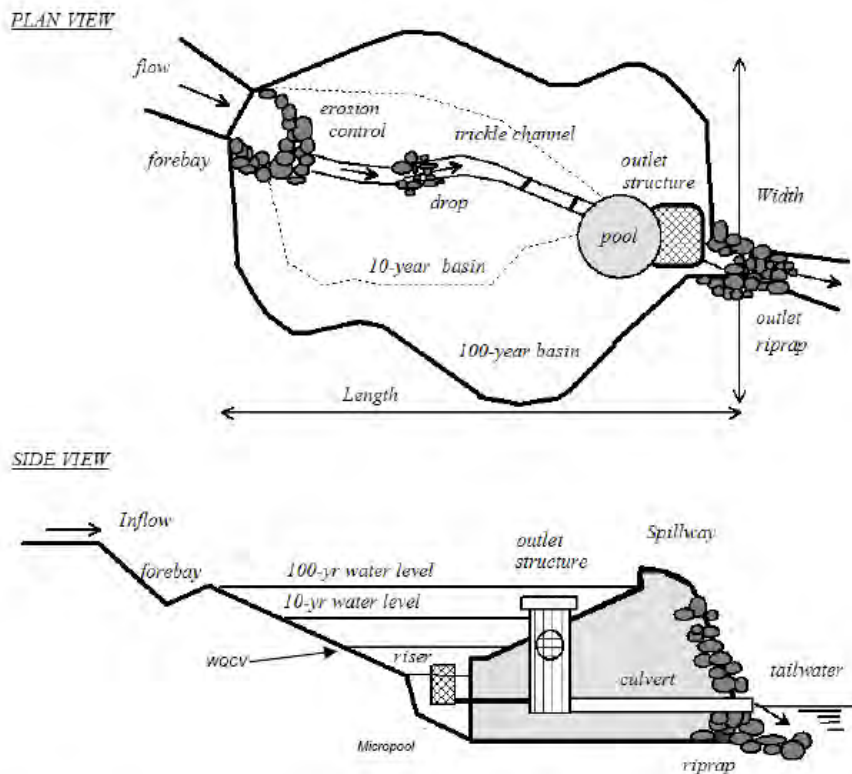 PLAN VIEW
flow
erosion
control
trickle channel
forebay
outlet
structure
drop
Width
pool
10-year basin
outlet
riprap
100-year basin
Length
SIDE VIEW
Inflow
Spillway
outlet
structure
forebay
100-yr water level
10-yr water level
WQCV
riser
culvert
tailwater
Micropool
riprap